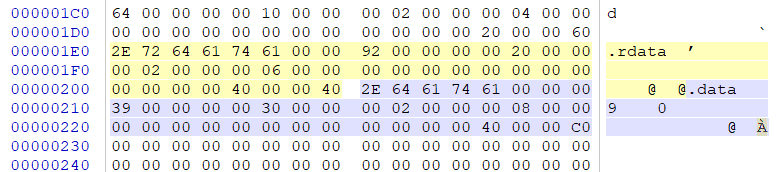 000001C0 64 00 00 00 00 10 00 00 00 02 00 00 00 04 00 00 d
000001D0 00 00 00 00 00 00 00 00 00 00 00 00 20 00 00 60 `
000001E0 2E 72 64 61 74 61 00 00 92 00 00 00 00 20 00 00 .rdata ’
000001F0 00 02 00 00 00 06 00 00 00 00 00 00 00 00 00 00
00000200 00 00 00 00 40 00 00 40 2E 64 61 74 61 00 00 00 @ @.data
00000210 39 00 00 00 00 30 00 00 00 02 00 00 00 08 00 00 9 0
00000220 00 00 00 00 00 00 00 00 00 00 00 00 40 00 00 C0 @ À
00000230 00 00 00 00 00 00 00 00 00 00 00 00 00 00 00 00
00000240 00 00 00 00 00 00 00 00 00 00 00 00 00 00 00 00